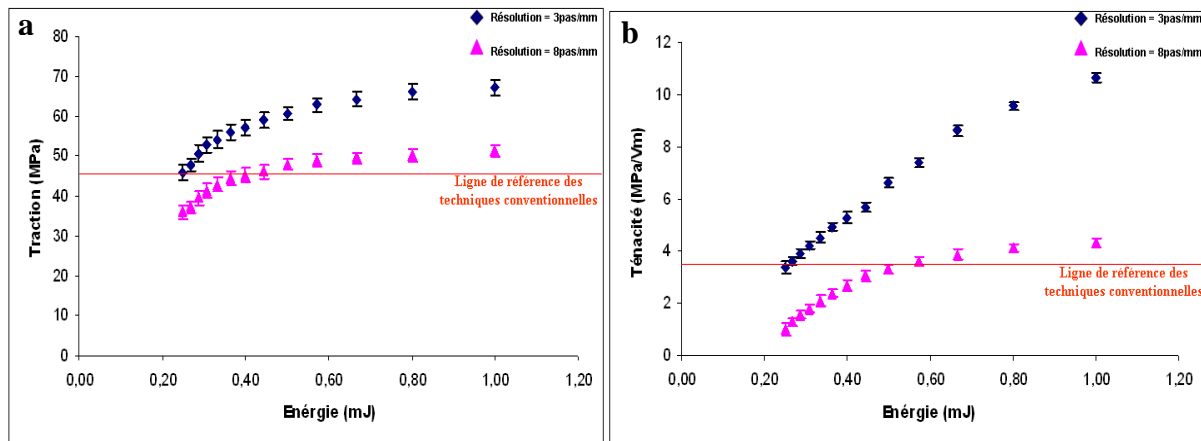 a
Résolution = 3pas/mm
Résolution = 8pas/mm
80
70
60
50
40
30
20
10
0
Traction (MPa)
Ligne de référence des
techniques conventionnelles
0,00
0,20
0,40
0,60
0,80
1,00
1,20
Enérgie (mJ)
b
Résolution = 3pas/mm
Résolution = 8pas/mm
12
10
8
6
4
2
0
Ténacité (MPa/Vm)
Ligne de référence des
techniques conventionnelles
0,00
0,20
0,40
0,60
0,80
1,00
1,20
Enérgie (mJ)